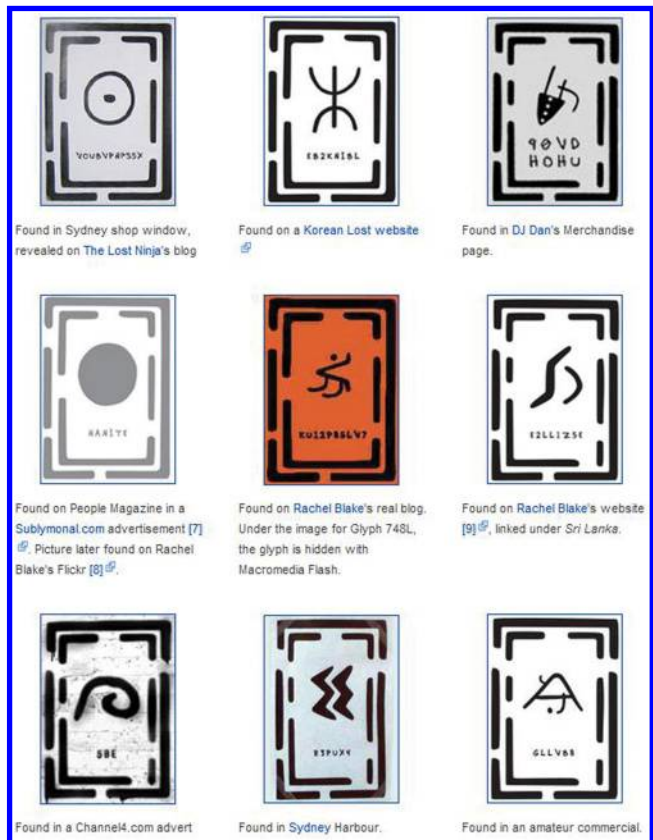 90VD
HOHU
Found in Sydney shop window,
revealed on The Lost Ninja's blog
Found on a Korean Lost website
Found in DJ Dan's Merchandise
page.
Found on People Magazine in a
Sublymonal.com advertisement [7]
. Picture later found on Rachel
Blake's Flickr [8] .
Found on Rachel Blake's real blog.
Under the image for Glyph 748L,
the glyph is hidden with
Macromedia Flash.
Found on Rachel Blake's website
[9] , linked under Sri Lanka.
SBE
GLLV88
Found in a Channel4.com advert
Found in Sydney Harbour.
Found in an amateur commercial.